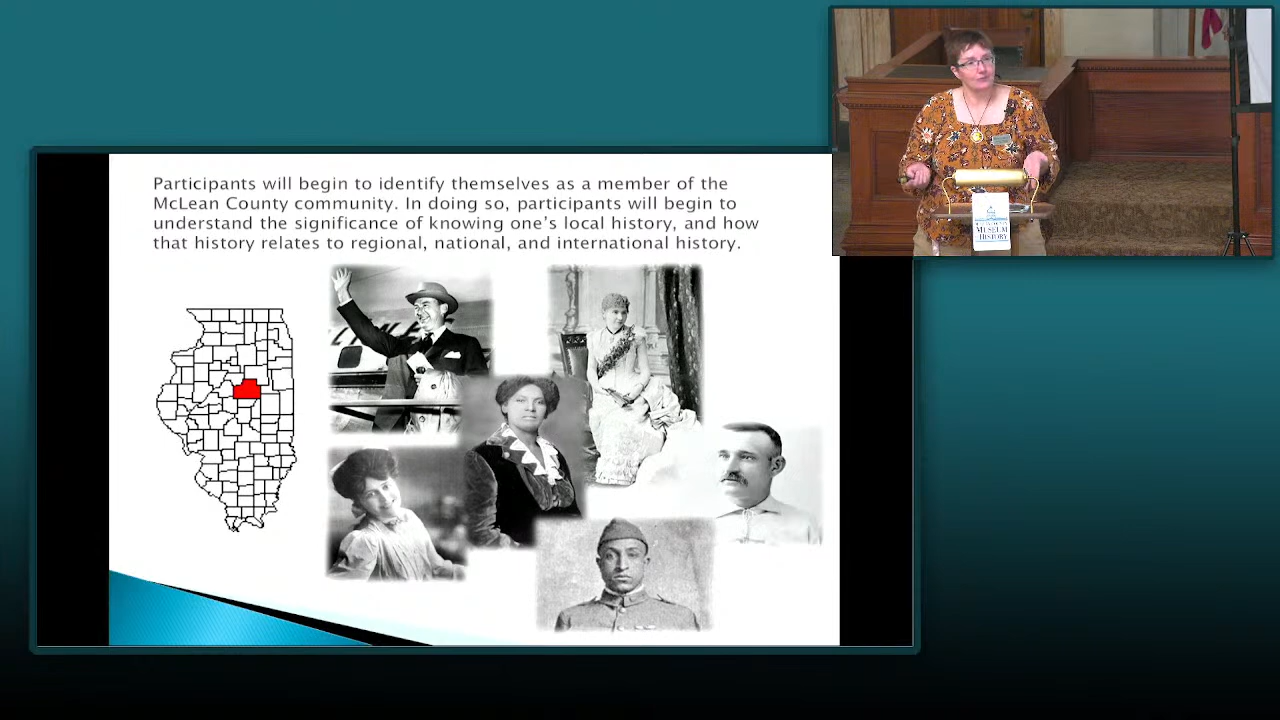 Participants will begin to identify themselves as a member of the
McLean County community. In doing so, participants will begin to
understand the significance of knowing one's local history, and how
that history relates to regional, national, and international history.
MUSEUM
HISTORY